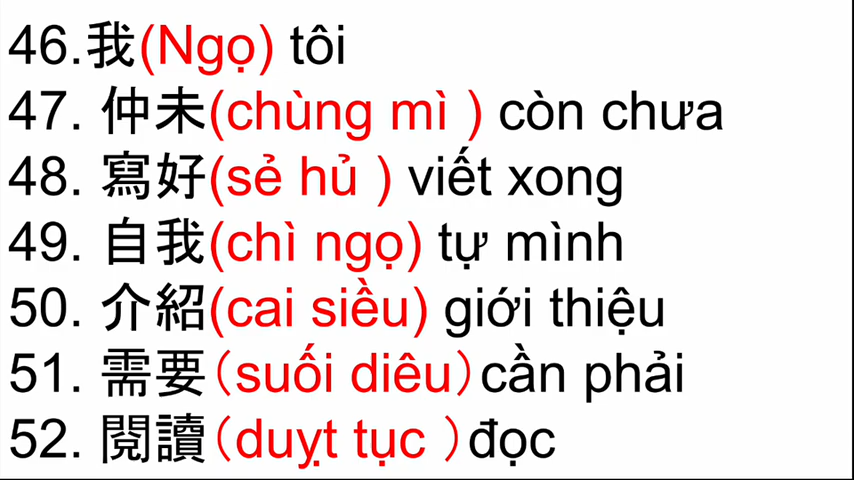 46.我(Ngọ) tôi
47. 仲未(chùng mì ) còn chưa
48. 寫好(sẻ hủ ) viết xong
49. 自我(chì ngọ) tự mình
50. 介紹(cai siều) giới thiệu
51. 需要（suối diêu）cần phải
52. 閱讀（duỵt tục ）đọc